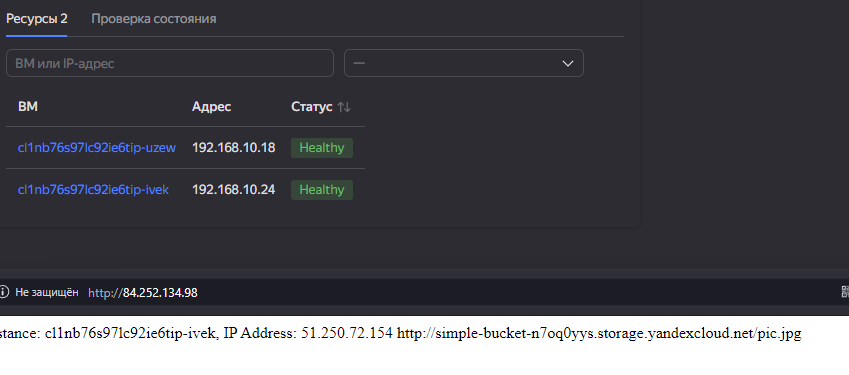 Ресурсы 2 Проверка состояния
ВМ или IP-адрес —
ВМ Адрес Статус
cl1nb76s97lc92ie6tip-uzew 192.168.10.18 Healthy
cl1nb76s97lc92ie6tip-ivek 192.168.10.24 Healthy
Не защищён http://84.252.134.98
stance: cl1nb76s97lc92ie6tip-ivek, IP Address: 51.250.72.154 http://simple-bucket-n7oq0yys.storage.yandexcloud.net/pic.jpg